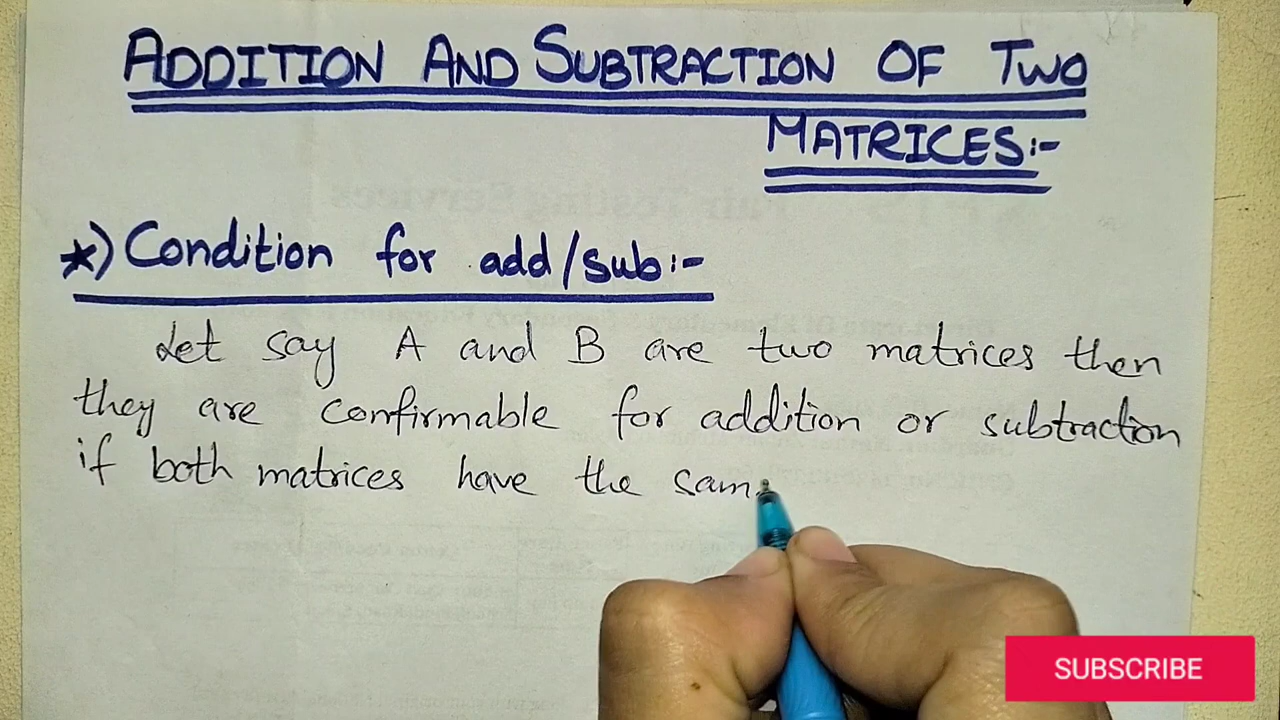 ADDITION AND SUBTRACTION OF TWO
MATRICES:-
*) Condition for add/sub:-
Let say A and B are two matrices then
they are confirmable for addition or subtraction
if both matrices have the sam
SUBSCRIBE